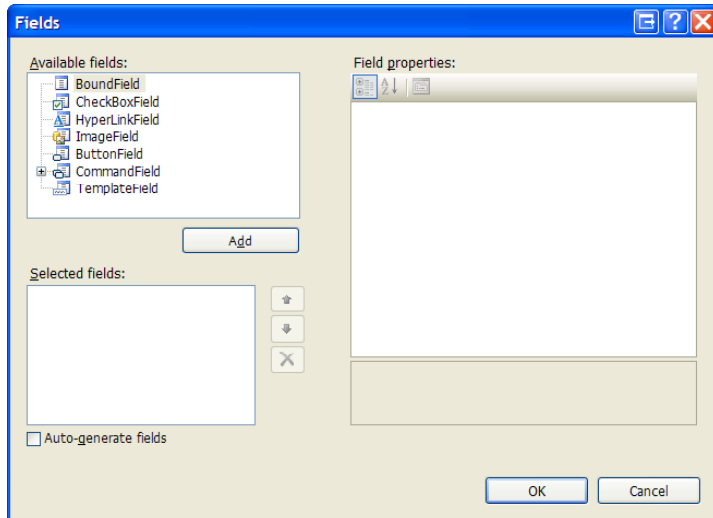 Fields
Available fields:
BoundField
CheckBoxField
HyperLinkField
ImageField
ButtonField
CommandField
TemplateField
Add
Selected fields:
Auto-generate fields
Field properties:
OK
Cancel